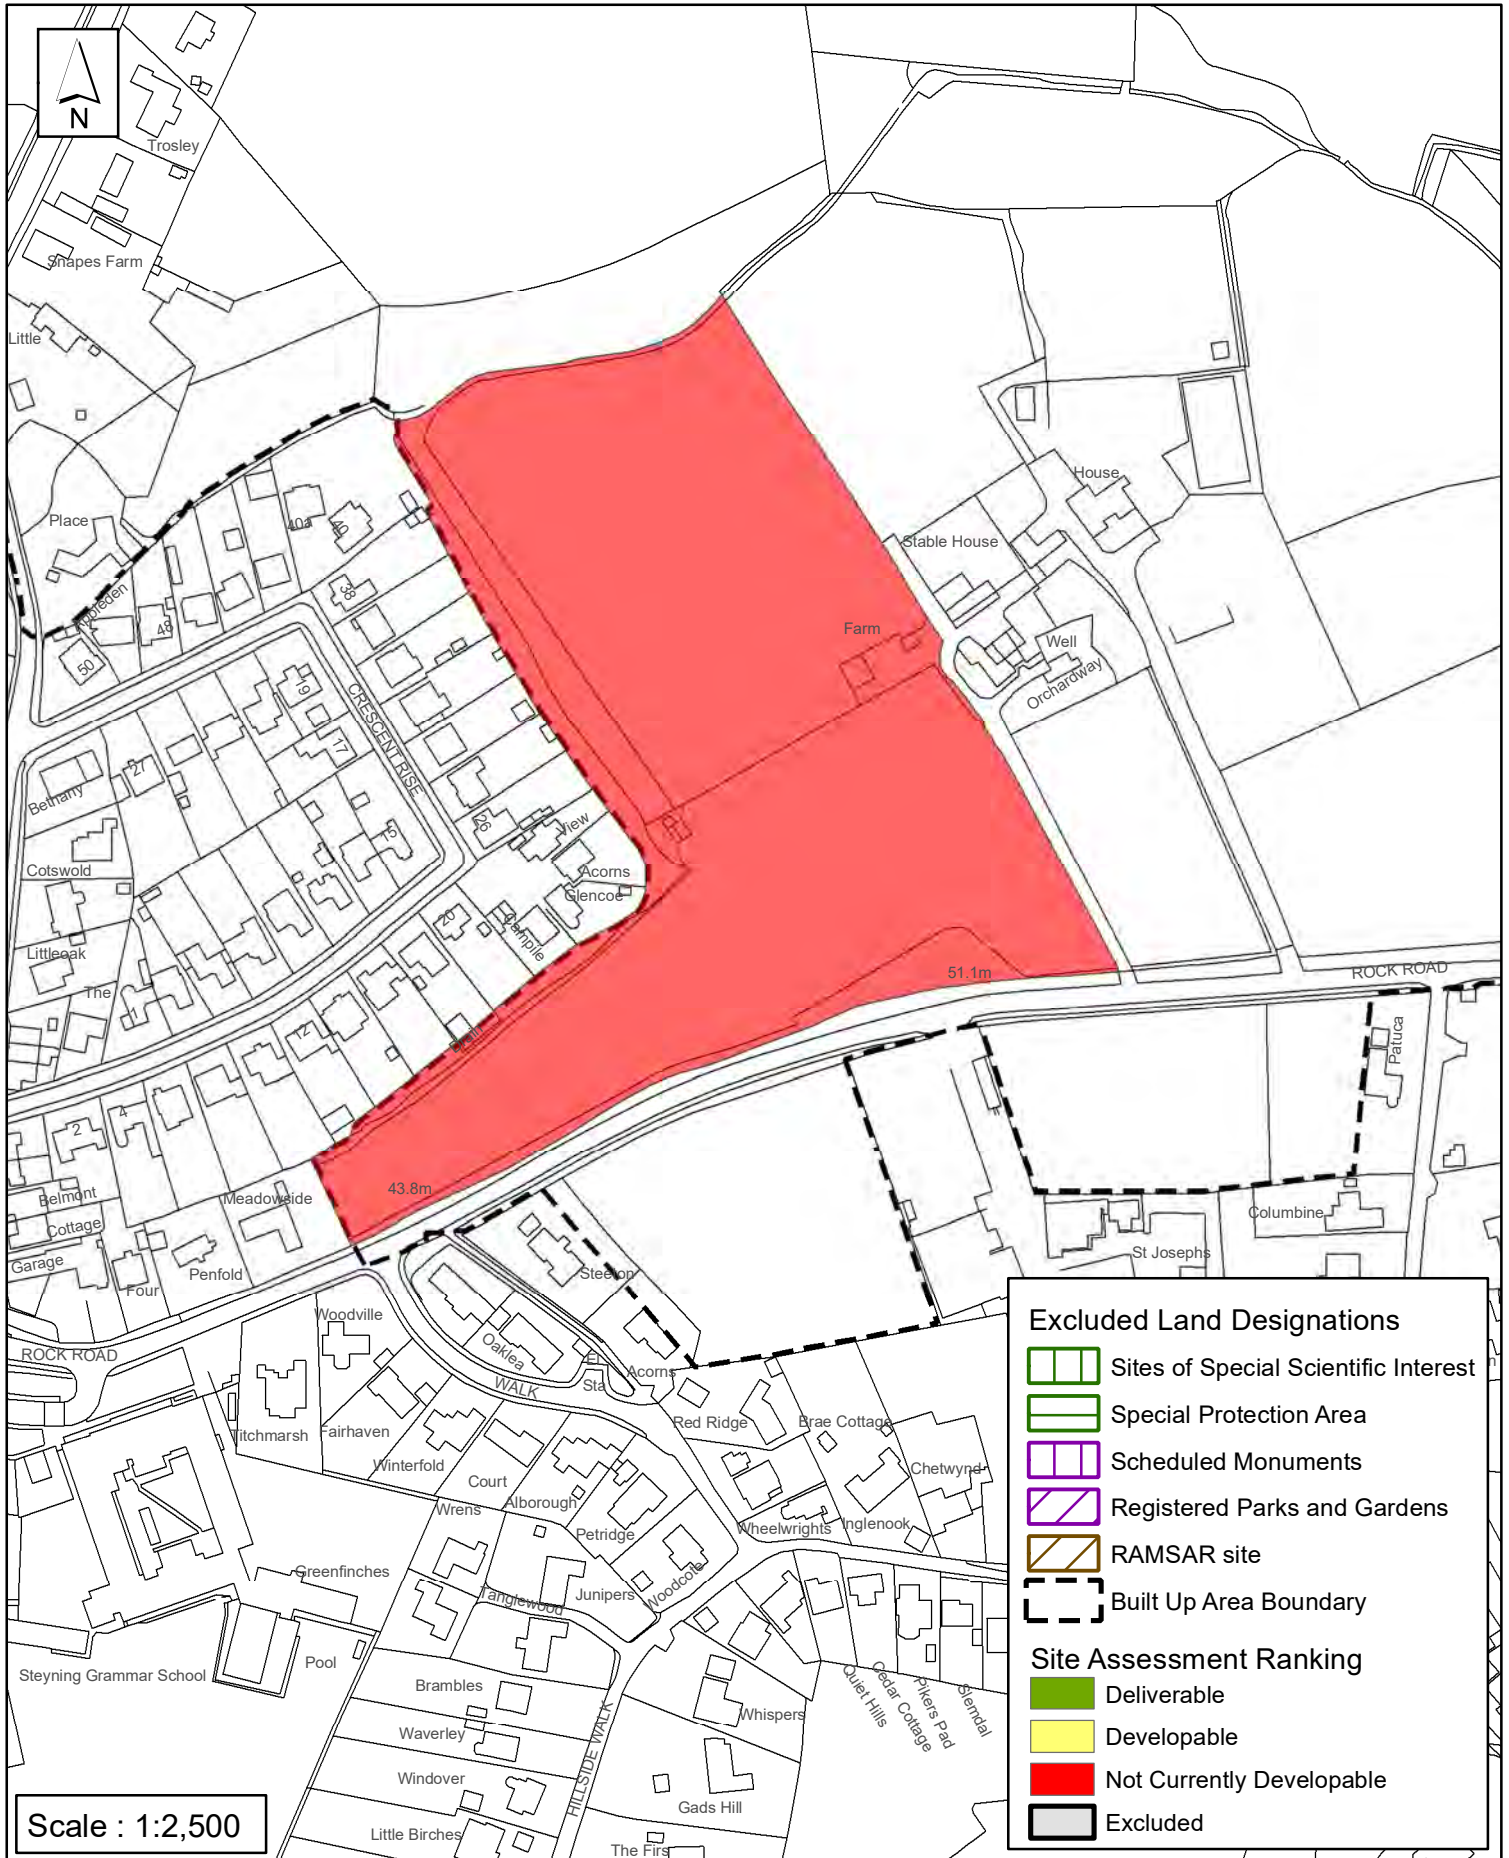 N
Trosley
Snapes Farm
Little
Place
40a
40
House
Stable House
38
48
50
Farm
Well
Orchardway
19
17
CRESCENT RISE
27
Bethany
15
26
View
Cotswold
Acorns
Glencoe
20
Campile
Littleoak
The
1
12
51.1m
ROCK ROAD
Patuca
4
2
43.8m
Belmont
Meadowside
Cottage
Columbine
Garage
Penfold
Four
St Josephs
Steelon
Woodville
Oaklea
ROCK ROAD
El
Sta
Acorns
WALK
Red Ridge
Brae Cottage
Titchmarsh
Fairhaven
Winterfold
Court
Chetwynd
Wrens
Alborough
Petridge
Wheelwrights
Inglenook
Greenfinches
Tanglewood
Junipers
Woodcote
Steyning Grammar School
Pool
Brambles
Quiet Hills
Cedar Cottage
Pikers Pad
Slemdal
Whispers
Waverley
HILLSIDE WALK
Windover
Gads Hill
Little Birches
The Firs
Scale : 1:2,500
Excluded Land Designations
Sites of Special Scientific Interest
Special Protection Area
Scheduled Monuments
Registered Parks and Gardens
RAMSAR site
Built Up Area Boundary
Site Assessment Ranking
Deliverable
Developable
Not Currently Developable
Excluded